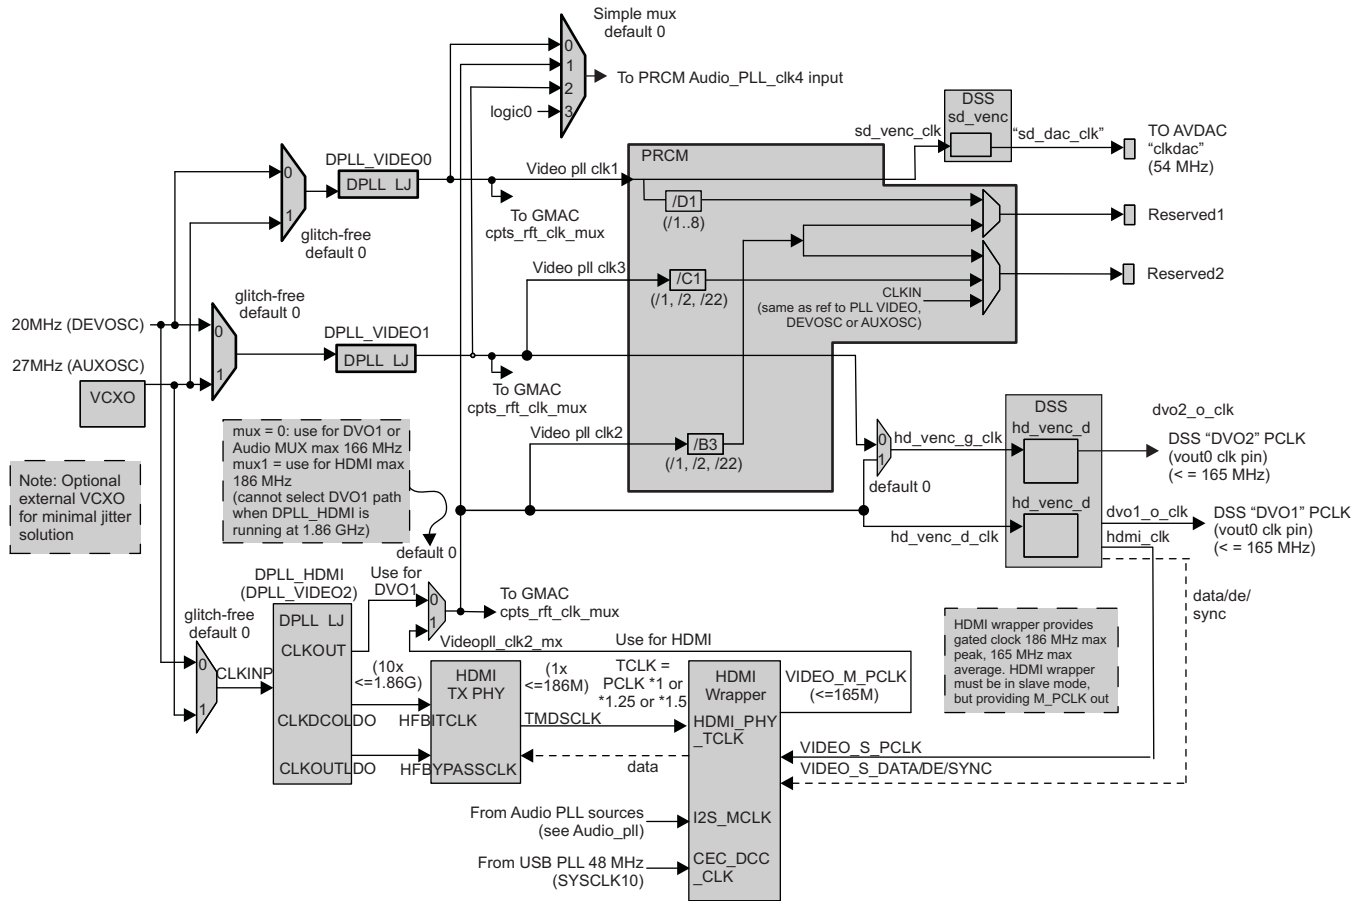 Simple mux
default 0
0
1
2
3
logic0
To PRCM Audio_PLL_clk4 input
DSS
sd_venc
sd_venc_clk
“sd_dac_clk”
TO AVDAC
“clkdac”
(54 MHz)
DPLL_VIDEO0
DPLL LJ
0
1
glitch-free
default 0
Video pll clk1
To GMAC
cpts_rft_clk_mux
PRCM
/D1
(/1..8)
Reserved1
Video pll clk3
/C1
(/1, /2, /22)
CLKIN
(same as ref to PLL VIDEO,
DEVOSC or AUXOSC)
Reserved2
20MHz (DEVOSC)
27MHz (AUXOSC)
VCXO
glitch-free
default 0
0
1
DPLL_VIDEO1
DPLL LJ
To GMAC
cpts_rft_clk_mux
Video pll clk2
/B3
(/1, /2, /22)
mux = 0: use for DVO1 or
Audio MUX max 166 MHz
mux1 = use for HDMI max
186 MHz
(cannot select DVO1 path
when DPLL_HDMI is
running at 1.86 GHz)
default 0
Note: Optional
external VCXO
for minimal jitter
solution
0
1
default 0
hd_venc_g_clk
DSS
hd_venc_d
hd_venc_d
hd_venc_d_clk
dvo2_o_clk
DSS “DVO2” PCLK
(vout0 clk pin)
(< = 165 MHz)
dvo1_o_clk
hdmi_clk
DSS “DVO1” PCLK
(vout0 clk pin)
(< = 165 MHz)
data/de/
sync
glitch-free
default 0
0
1
CLKINP
DPLL_HDMI
(DPLL_VIDEO2)
DPLL LJ
CLKOUT
CLKDCOLDO
CLKOUTLDO
Use for
DVO1
0
1
To GMAC
cpts_rft_clk_mux
Videopll_clk2_mx
Use for HDMI
(10x
<=1.86G)
HFBITCLK
HFBYPASSCLK
HDMI
TX PHY
(1x
<=186M)
TMDSCLK
TCLK =
PCLK *1 or
*1.25 or *1.5
data
HDMI
Wrapper
HDMI_PHY
_TCLK
I2S_MCLK
CEC_DCC
_CLK
VIDEO_M_PCLK
(<=165M)
VIDEO_S_PCLK
VIDEO_S_DATA/DE/SYNC
HDMI wrapper provides
gated clock 186 MHz max
peak, 165 MHz max
average. HDMI wrapper
must be in slave mode,
but providing M_PCLK out
From Audio PLL sources
(see Audio_pll)
From USB PLL 48 MHz
(SYSCLK10)